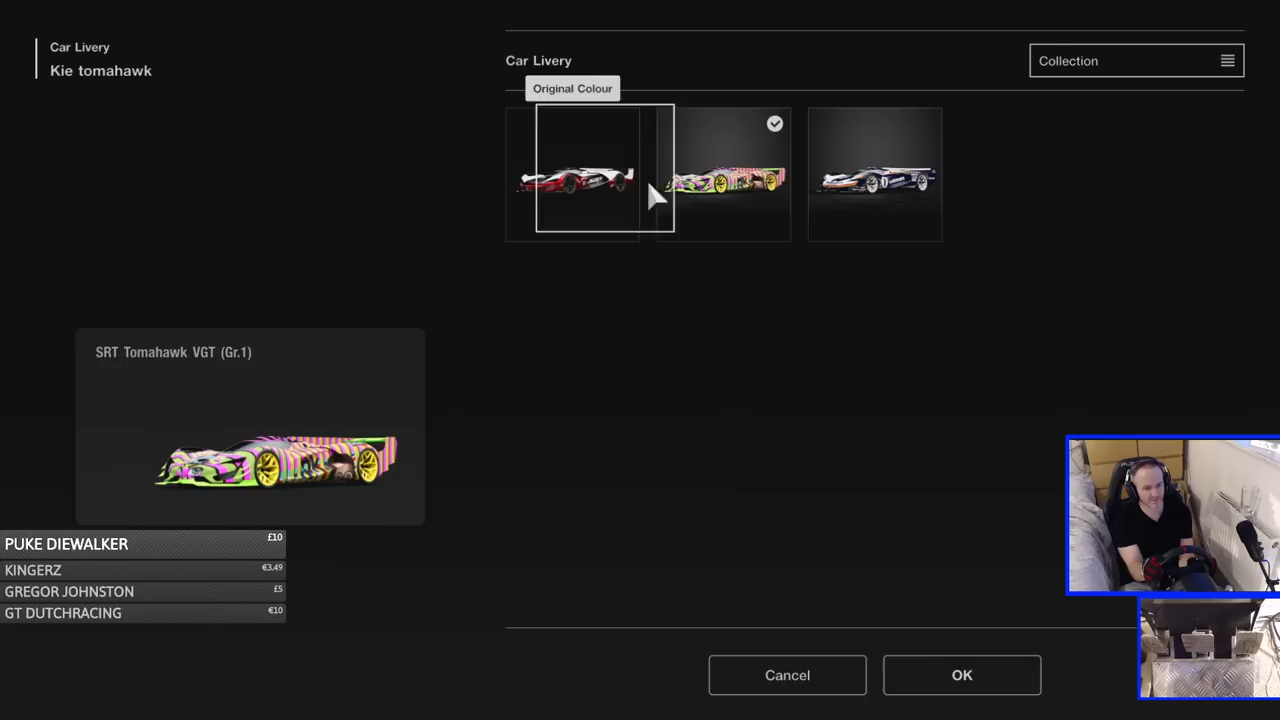 Car Livery
Kie tomahawk
Car Livery
Collection
Original Colour
SRT Tomahawk VGT (Gr.1)
PUKE DIEWALKER £10
KINGERZ €3.49
GREGOR JOHNSTON £5
GT DUTCHRACING €10
Cancel
OK